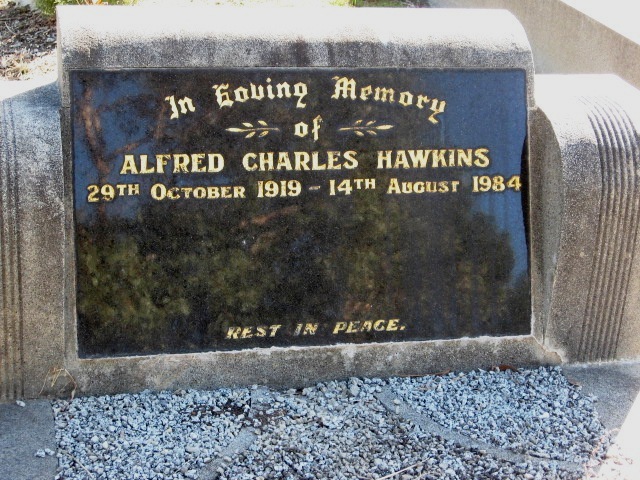 In Loving Memory
of
ALFRED CHARLES HAWKINS
29TH OCTOBER 1919 - 14TH AUGUST 1984
REST IN PEACE.